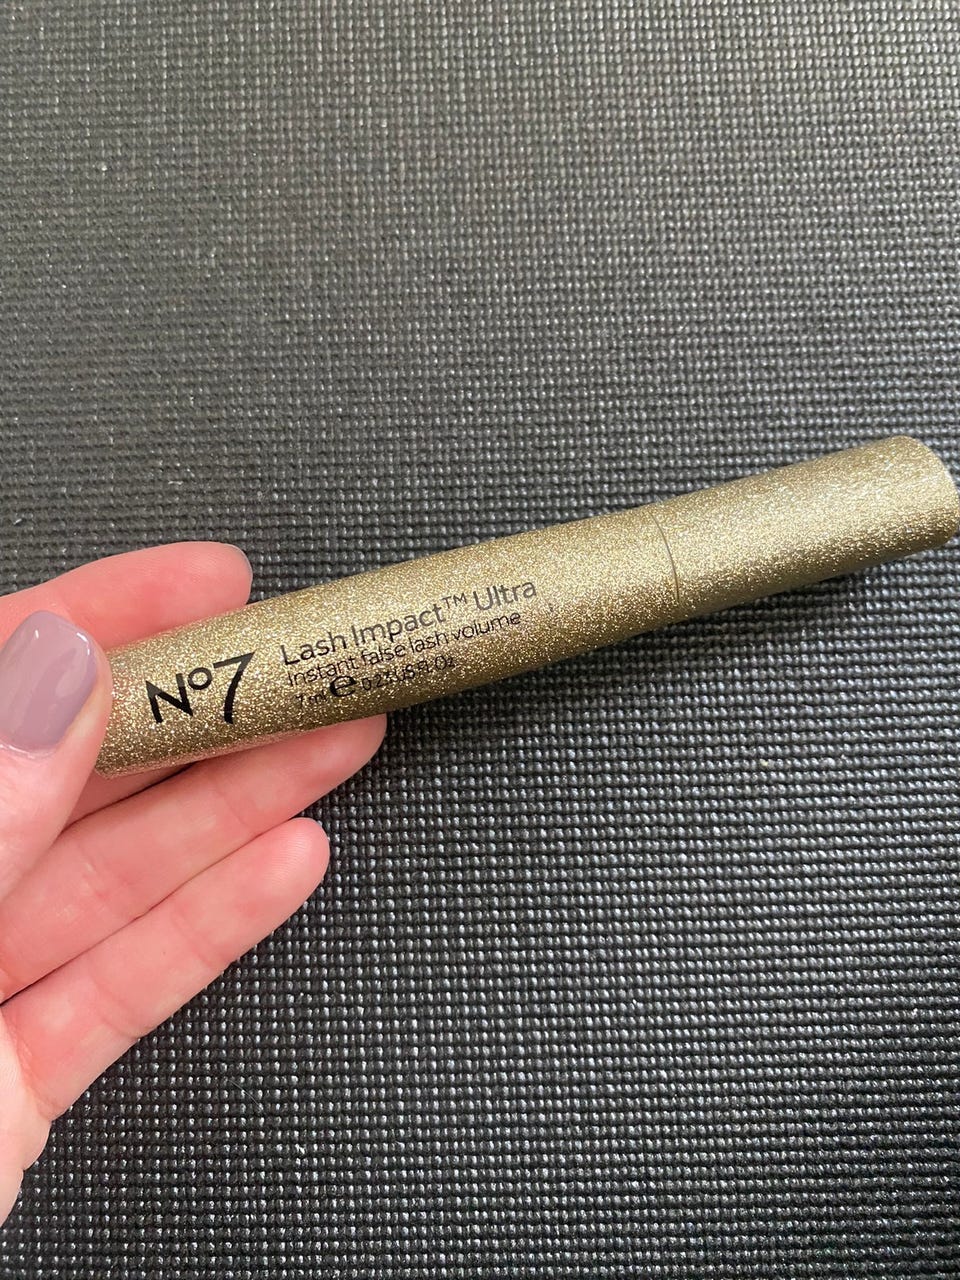 No7
Lash Impact™ Ultra
Instant false lash volume
7 ml e 0.23 US Fl Oz